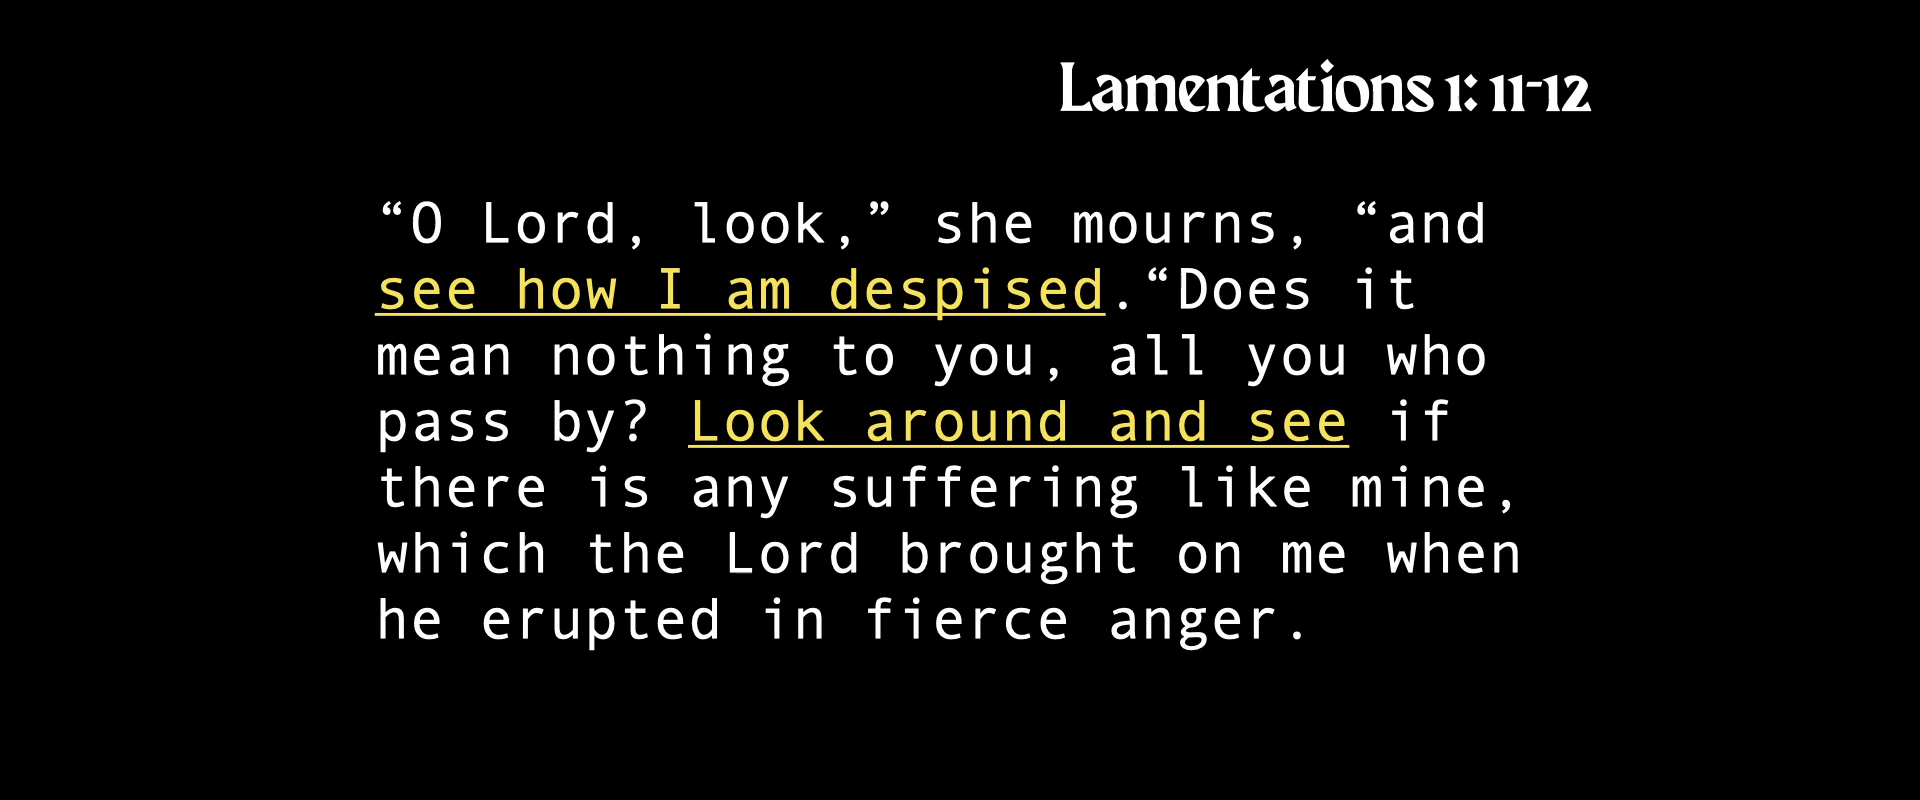 Lamentations 1: 11-12
“O Lord, look,” she mourns, “and
see how I am despised.“Does it
mean nothing to you, all you who
pass by? Look around and see if
there is any suffering like mine,
which the Lord brought on me when
he erupted in fierce anger.